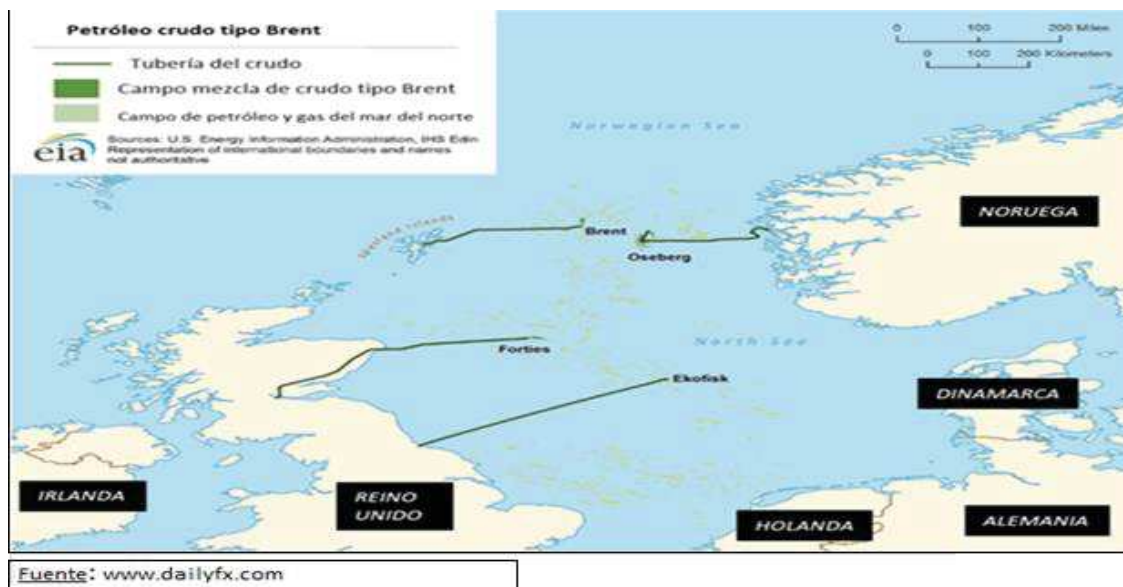 Petróleo crudo tipo Brent
Tubería del crudo
Campo mezcla de crudo tipo Brent
Campo de petróleo y gas del mar del norte
eia
Sources: U.S. Energy Information Administration, IHS Edin
Representation of international boundaries and names
not authoritative
0 100 200 Miles
0 100 200 Kilometers
Norwegian Sea
NORUEGA
Shetland Islands
Brent
Oseberg
North Sea
Forties
Ekofisk
DINAMARCA
IRLANDA
REINO
UNIDO
HOLANDA
ALEMANIA
Fuente: www.dailyfx.com